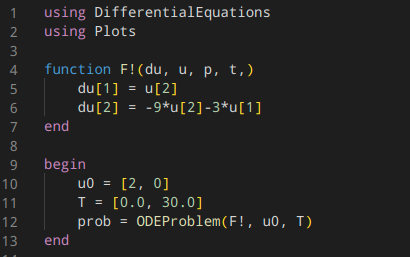 1 using DifferentialEquations
2 using Plots
3
4 function F!(du, u, p, t,)
5     du[1] = u[2]
6     du[2] = -9*u[2]-3*u[1]
7 end
8
9 begin
10     u0 = [2, 0]
11     T = [0.0, 30.0]
12     prob = ODEProblem(F!, u0, T)
13 end